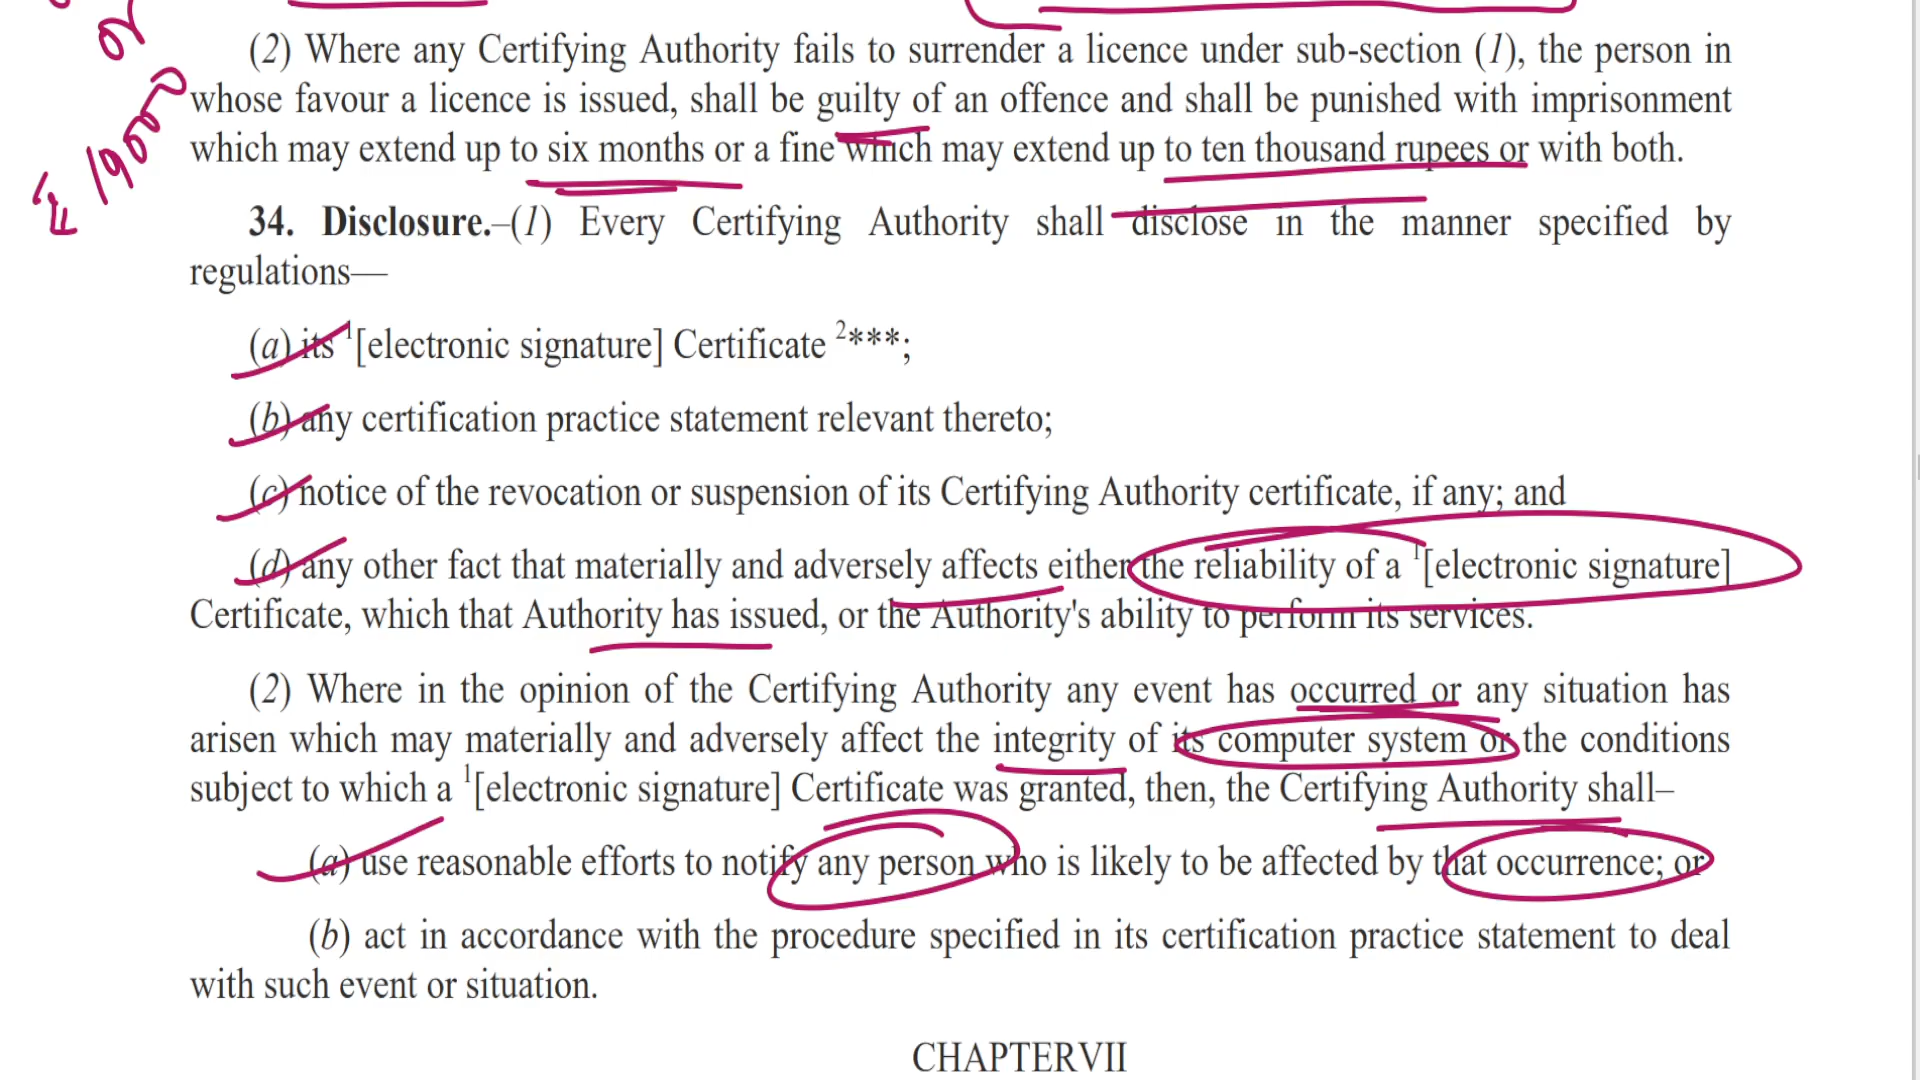 or
₹ 10000
(2) Where any Certifying Authority fails to surrender a licence under sub-section (1), the person in
whose favour a licence is issued, shall be guilty of an offence and shall be punished with imprisonment
which may extend up to six months or a fine which may extend up to ten thousand rupees or with both.
34. Disclosure.–(1) Every Certifying Authority shall disclose in the manner specified by
regulations—
(a) its 1[electronic signature] Certificate 2***;
(b) any certification practice statement relevant thereto;
(c) notice of the revocation or suspension of its Certifying Authority certificate, if any; and
(d) any other fact that materially and adversely affects either the reliability of a 1[electronic signature]
Certificate, which that Authority has issued, or the Authority's ability to perform its services.
(2) Where in the opinion of the Certifying Authority any event has occurred or any situation has
arisen which may materially and adversely affect the integrity of its computer system or the conditions
subject to which a 1[electronic signature] Certificate was granted, then, the Certifying Authority shall–
(a) use reasonable efforts to notify any person who is likely to be affected by that occurrence; or
(b) act in accordance with the procedure specified in its certification practice statement to deal
with such event or situation.
CHAPTERVII